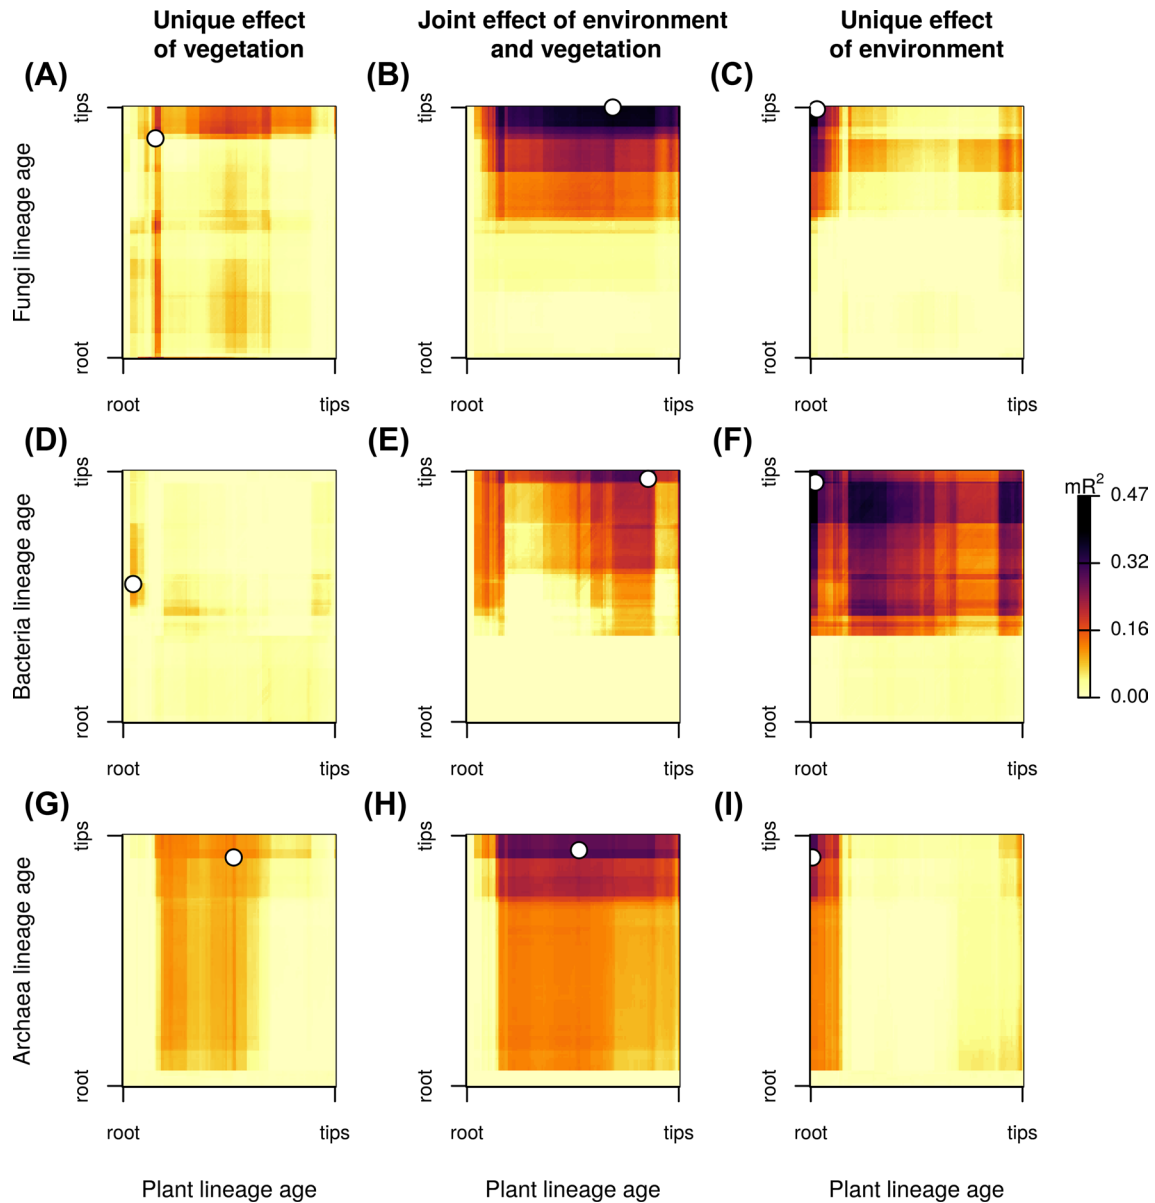 Unique effect
of vegetation
Joint effect of environment
and vegetation
Unique effect
of environment
(A)
(B)
(C)
Fungi lineage age
tips
root
root
tips
tips
root
root
tips
tips
root
root
tips
(D)
(E)
(F)
Bacteria lineage age
tips
root
root
tips
tips
root
root
tips
tips
root
root
tips
mR²
0.47
0.32
0.16
0.00
(G)
(H)
(I)
Archaea lineage age
tips
root
root
tips
tips
root
root
tips
tips
root
root
tips
Plant lineage age
Plant lineage age
Plant lineage age